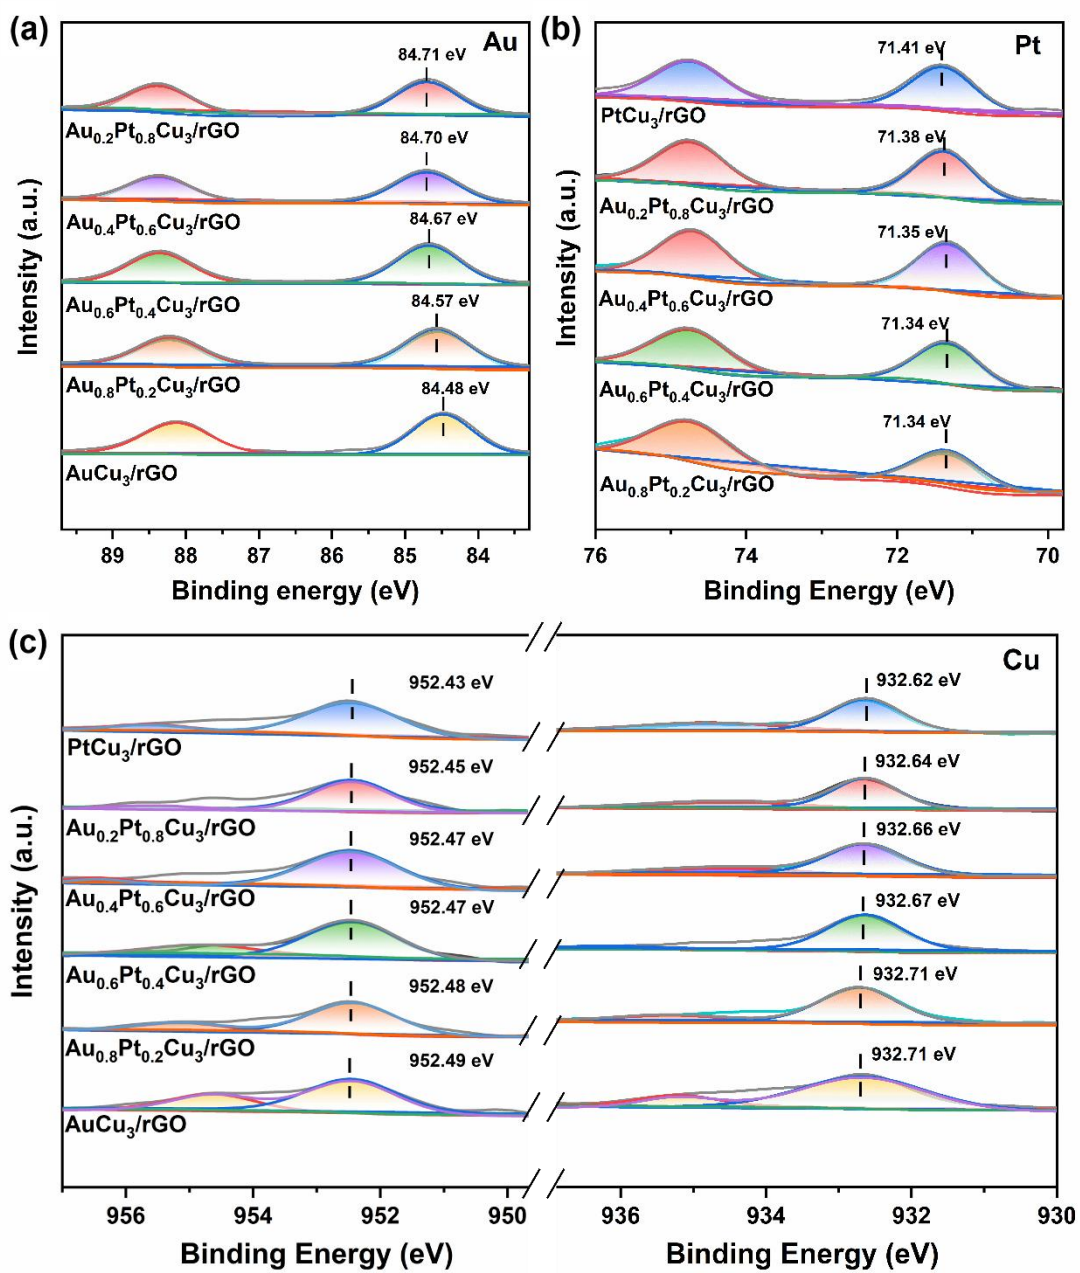 (a)
Au
84.71 eV
Au0.2Pt0.8Cu3/rGO
84.70 eV
Au0.4Pt0.6Cu3/rGO
84.67 eV
Au0.6Pt0.4Cu3/rGO
84.57 eV
Au0.8Pt0.2Cu3/rGO
84.48 eV
AuCu3/rGO
Intensity (a.u.)
89 88 87 86 85 84
Binding energy (eV)
(b)
Pt
71.41 eV
PtCu3/rGO
71.38 eV
Au0.2Pt0.8Cu3/rGO
71.35 eV
Au0.4Pt0.6Cu3/rGO
71.34 eV
Au0.6Pt0.4Cu3/rGO
71.34 eV
Au0.8Pt0.2Cu3/rGO
Intensity (a.u.)
76 74 72 70
Binding Energy (eV)
(c)
Cu
952.43 eV 932.62 eV
PtCu3/rGO
952.45 eV 932.64 eV
Au0.2Pt0.8Cu3/rGO
952.47 eV 932.66 eV
Au0.4Pt0.6Cu3/rGO
952.47 eV 932.67 eV
Au0.6Pt0.4Cu3/rGO
952.48 eV 932.71 eV
Au0.8Pt0.2Cu3/rGO
952.49 eV 932.71 eV
AuCu3/rGO
Intensity (a.u.)
956 954 952 950 936 934 932 930
Binding Energy (eV) Binding Energy (eV)